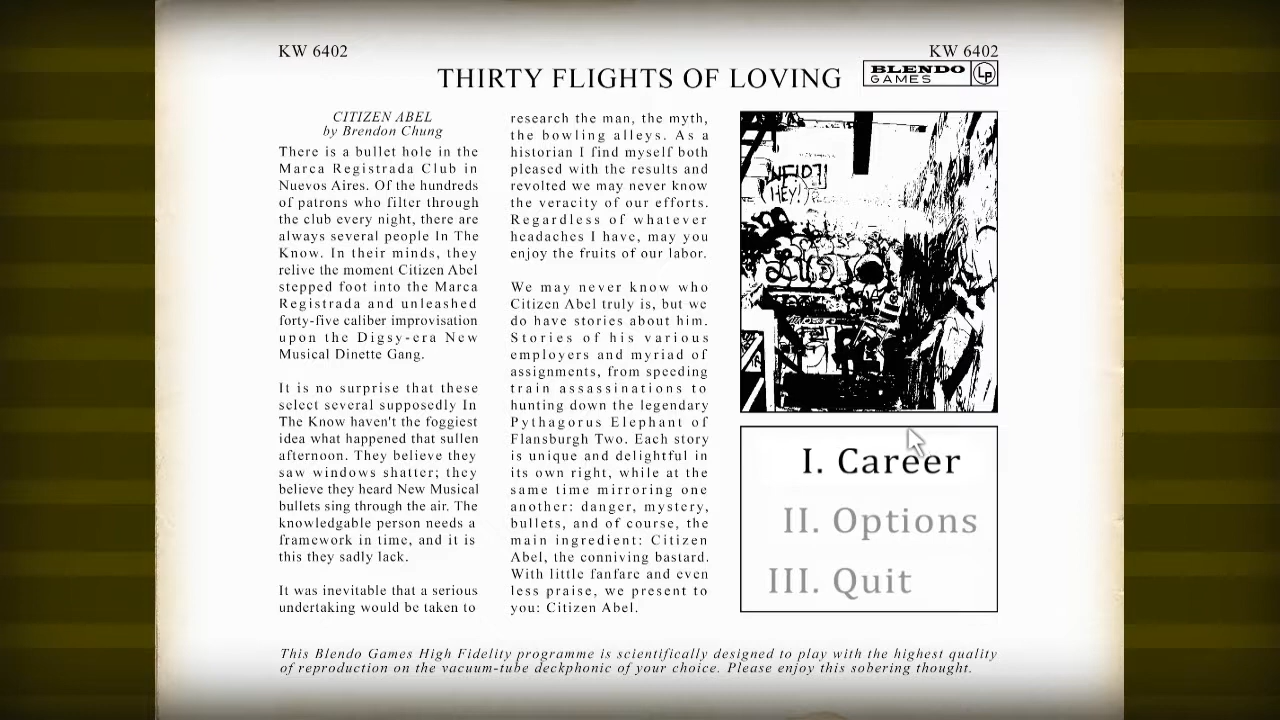 KW 6402
KW 6402
THIRTY FLIGHTS OF LOVING
BLENDO
GAMES
LP
CITIZEN ABEL
by Brendon Chung
There is a bullet hole in the
Marca Registrada Club in
Nuevos Aires. Of the hundreds
of patrons who filter through
the club every night, there are
always several people In The
Know. In their minds, they
relive the moment Citizen Abel
stepped foot into the Marca
Registrada and unleashed
forty-five caliber improvisation
upon the Digsy-era New
Musical Dinette Gang.
It is no surprise that these
select several supposedly In
The Know haven't the foggiest
idea what happened that sullen
afternoon. They believe they
saw windows shatter; they
believe they heard New Musical
bullets sing through the air. The
knowledgable person needs a
framework in time, and it is
this they sadly lack.
It was inevitable that a serious
undertaking would be taken to
research the man, the myth,
the bowling alleys. As a
historian I find myself both
pleased with the results and
revolted we may never know
the veracity of our efforts.
Regardless of whatever
headaches I have, may you
enjoy the fruits of our labor.
We may never know who
Citizen Abel truly is, but we
do have stories about him.
Stories of his various
employers and myriad of
assignments, from speeding
train assassinations to
hunting down the legendary
Pythagorus Elephant of
Flansburgh Two. Each story
is unique and delightful in
its own right, while at the
same time mirroring one
another: danger, mystery,
bullets, and of course, the
main ingredient: Citizen
Abel, the conniving bastard.
With little fanfare and even
less praise, we present to
you: Citizen Abel.
(HEY!)
I. Career
II. Options
III. Quit
This Blendo Games High Fidelity programme is scientifically designed to play with the highest quality
of reproduction on the vacuum-tube deckphonic of your choice. Please enjoy this sobering thought.